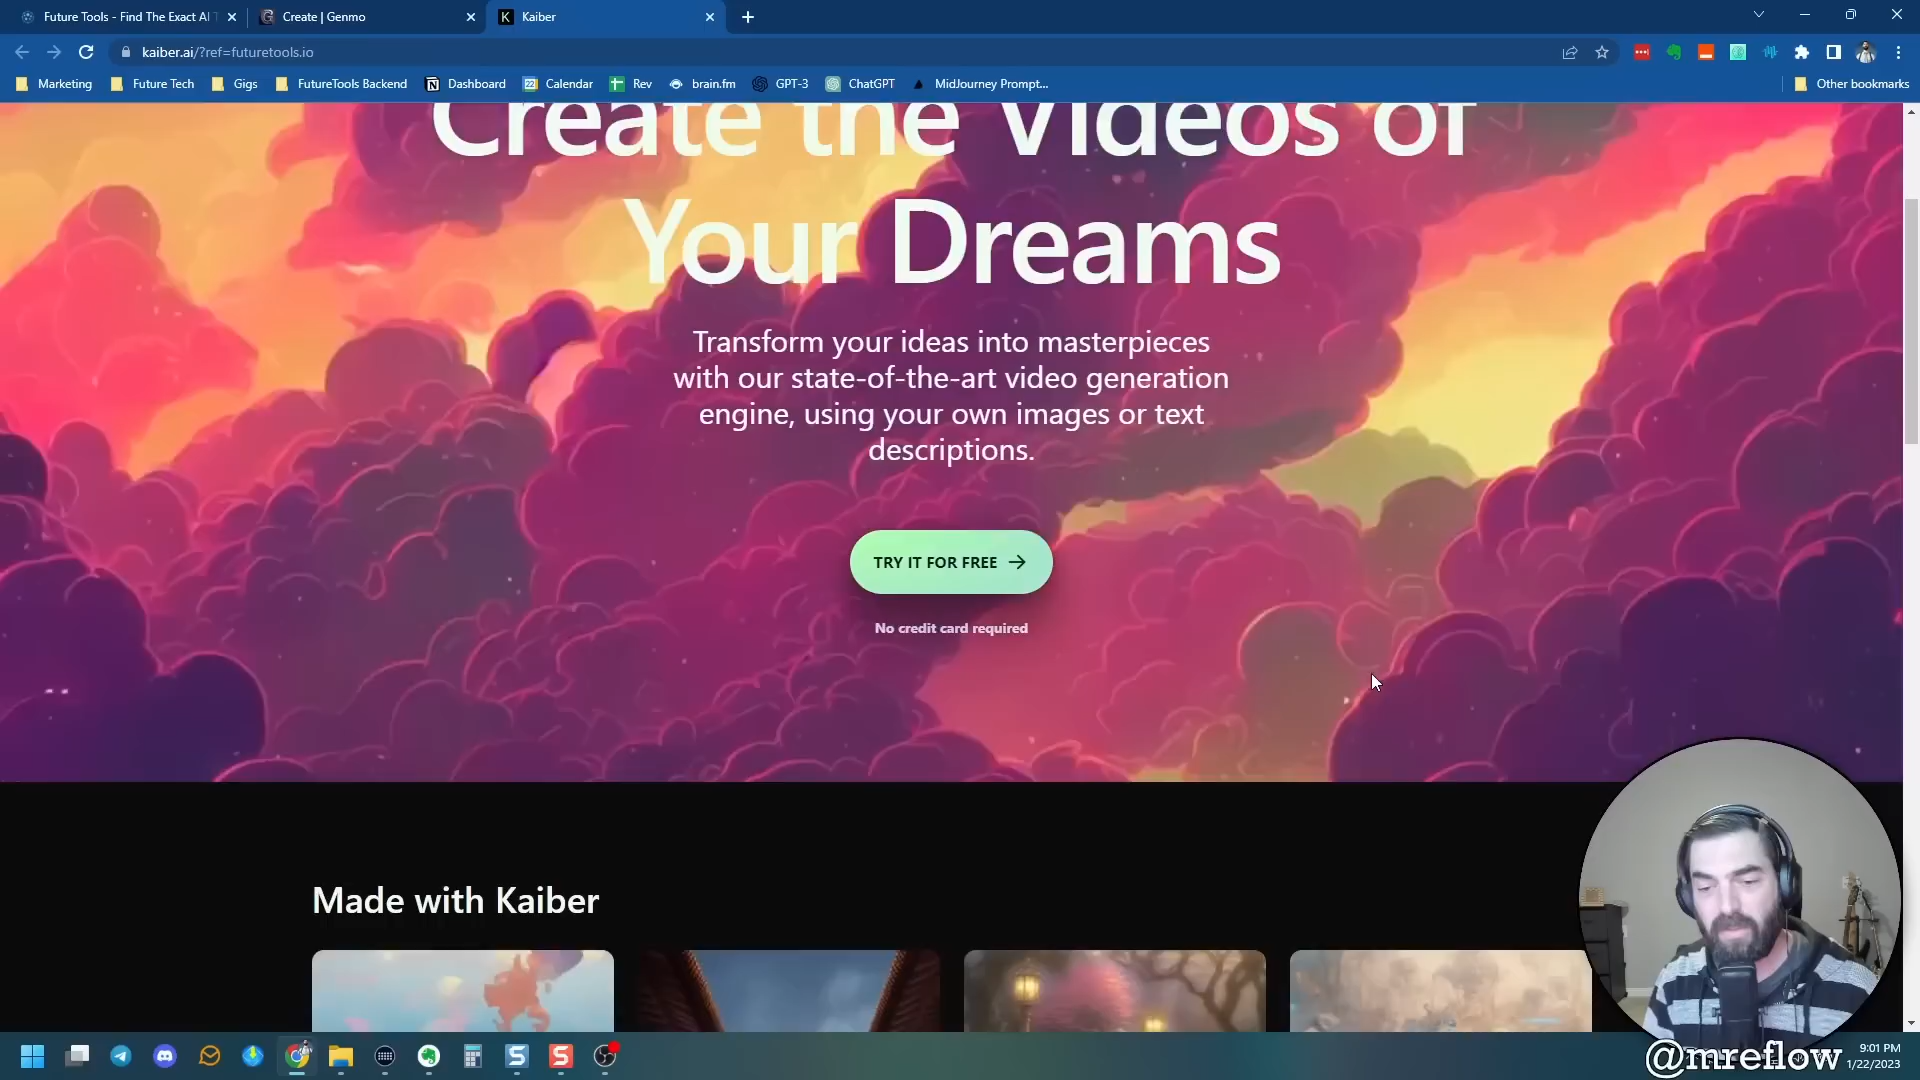 Future Tools - Find The Exact AI T
Create | Genmo
Kaiber
kaiber.ai/?ref=futuretools.io
Marketing
Future Tech
Gigs
FutureTools Backend
Dashboard
Calendar
Rev
brain.fm
GPT-3
ChatGPT
MidJourney Prompt...
Other bookmarks
Create the Videos of
Your Dreams
Transform your ideas into masterpieces
with our state-of-the-art video generation
engine, using your own images or text
descriptions.
TRY IT FOR FREE
No credit card required
Made with Kaiber
@mreflow
9:01 PM
1/22/2023